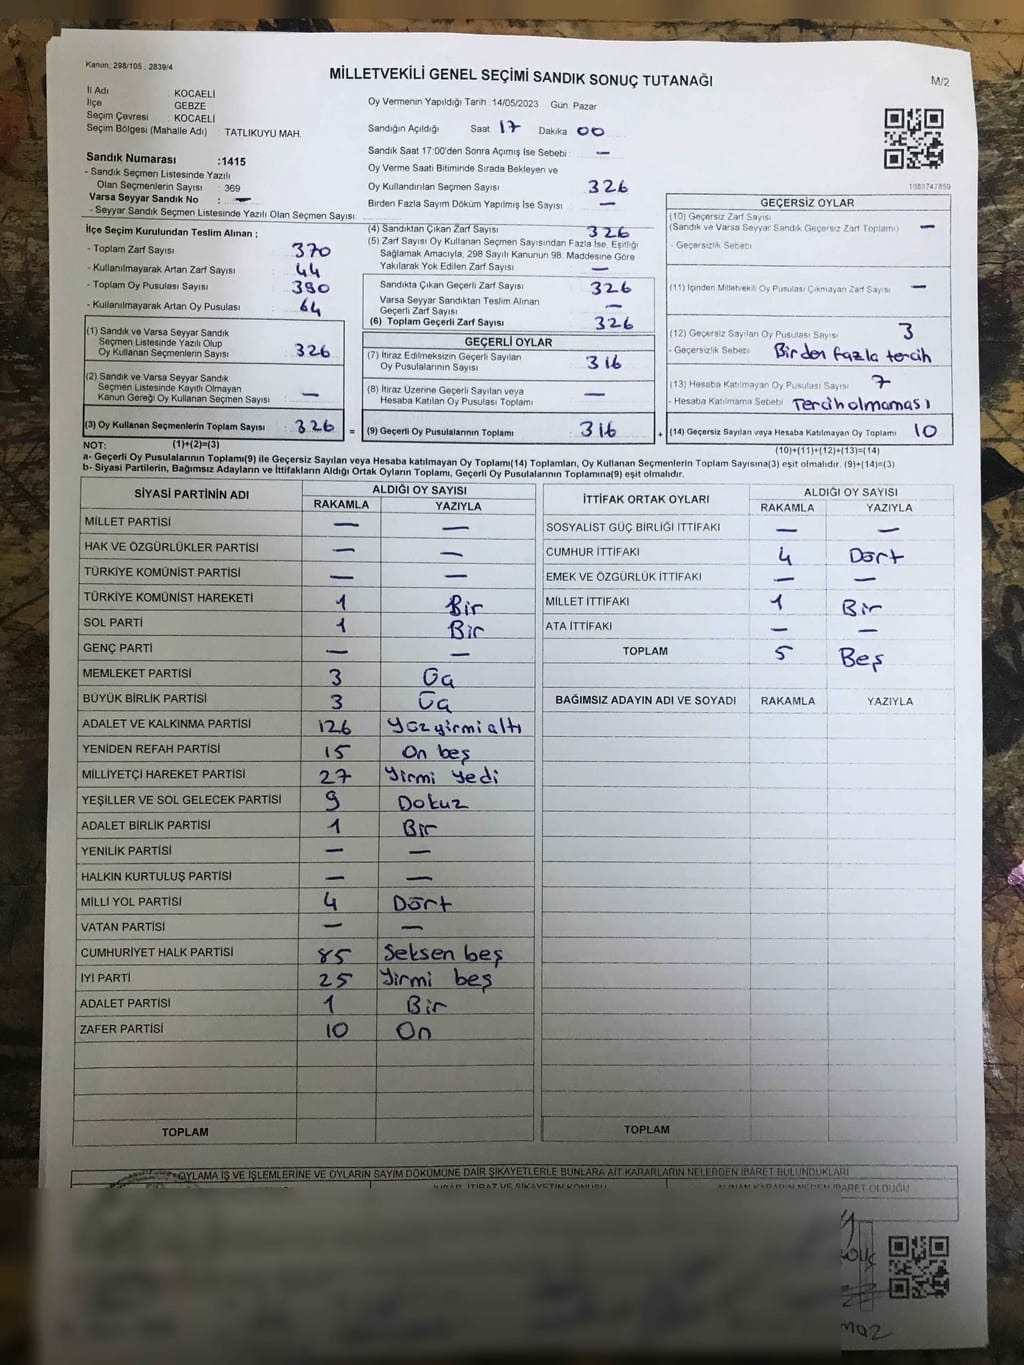 Kanun: 298/105 , 2839/4
MİLLETVEKİLİ GENEL SEÇİMİ SANDIK SONUÇ TUTANAĞI
M/2
İl Adı : KOCAELİ
İlçe : GEBZE
Seçim Çevresi : KOCAELİ
Seçim Bölgesi (Mahalle Adı) : TATLIKUYU MAH.
Oy Vermenin Yapıldığı Tarih : 14/05/2023 Gün: Pazar
Sandığın Açıldığı Saat 17 Dakika 00
Sandık Saat 17:00'den Sonra Açımış İse Sebebi : —
Oy Verme Saati Bitiminde Sırada Bekleyen ve
Oy Kullandırılan Seçmen Sayısı 326
Birden Fazla Sayım Döküm Yapılmış İse Sayısı —
1083747850
Sandık Numarası :1415
- Sandık Seçmen Listesinde Yazılı
Olan Seçmenlerin Sayısı : 369
Varsa Seyyar Sandık No : —
- Seyyar Sandık Seçmen Listesinde Yazılı Olan Seçmen Sayısı:
İlçe Seçim Kurulundan Teslim Alınan ;
- Toplam Zarf Sayısı 370
- Kullanılmayarak Artan Zarf Sayısı 44
- Toplam Oy Pusulası Sayısı 390
- Kullanılmayarak Artan Oy Pusulası 64
(1) Sandık ve Varsa Seyyar Sandık
Seçmen Listesinde Yazılı Olup
Oy Kullanan Seçmenlerin Sayısı 326
(2) Sandık ve Varsa Seyyar Sandık
Seçmen Listesinde Kayıtlı Olmayan
Kanun Gereği Oy Kullanan Seçmen Sayısı : —
(3) Oy Kullanan Seçmenlerin Toplam Sayısı 326 =
(4) Sandıktan Çıkan Zarf Sayısı 326
(5) Zarf Sayısı Oy Kullanan Seçmen Sayısından Fazla İse, Eşitliği
Sağlamak Amacıyla, 298 Sayılı Kanunun 98. Maddesine Göre
Yakılarak Yok Edilen Zarf Sayısı —
Sandıkta Çıkan Geçerli Zarf Sayısı 326
Varsa Seyyar Sandıktan Teslim Alınan
Geçerli Zarf Sayısı —
(6) Toplam Geçerli Zarf Sayısı 326
GEÇERLİ OYLAR
(7) İtiraz Edilmeksizin Geçerli Sayılan
Oy Pusulalarının Sayısı 316
(8) İtiraz Üzerine Geçerli Sayılan veya
Hesaba Katılan Oy Pusulası Toplamı —
(9) Geçerli Oy Pusulalarının Toplamı 316 +
GEÇERSİZ OYLAR
(10) Geçersiz Zarf Sayısı
(Sandık ve Varsa Seyyar Sandık Geçersiz Zarf Toplamı) —
- Geçersizlik Sebebi
(11) İçinden Milletvekili Oy Pusulası Çıkmayan Zarf Sayısı —
(12) Geçersiz Sayılan Oy Pusulası Sayısı 3
- Geçersizlik Sebebi Birden fazla tercih
(13) Hesaba Katılmayan Oy Pusulası Sayısı 7
- Hesaba Katılmama Sebebi Tercih olmaması
(14) Geçersiz Sayılan veya Hesaba Katılmayan Oy Toplamı 10
NOT: (1)+(2)=(3)
(10)+(11)+(12)+(13)=(14)
a- Geçerli Oy Pusulaları Toplamı(9) ile Geçersiz Sayılan veya Hesaba katılmayan Oy Toplamı(14) Toplamları, Oy Kullanan Seçmenlerin Toplam Sayısına(3) eşit olmalıdır. (9)+(14)=(3)
b- Siyasi Partilerin, Bağımsız Adayların ve İttifakların Aldığı Ortak Oyların Toplamı, Geçerli Oy Pusulalarının Toplamına(9) eşit olmalıdır.
SİYASİ PARTİNİN ADI ALDIĞI OY SAYISI
RAKAMLA YAZIYLA
MİLLET PARTİSİ — —
HAK VE ÖZGÜRLÜKLER PARTİSİ — —
TÜRKİYE KOMÜNİST PARTİSİ — —
TÜRKİYE KOMÜNİST HAREKETİ 1 Bir
SOL PARTİ 1 Bir
GENÇ PARTİ — —
MEMLEKET PARTİSİ 3 Üç
BÜYÜK BİRLİK PARTİSİ 3 Üç
ADALET VE KALKINMA PARTİSİ 126 Yüz yirmi altı
YENİDEN REFAH PARTİSİ 15 On beş
MİLLİYETÇİ HAREKET PARTİSİ 27 Yirmi yedi
YEŞİLLER VE SOL GELECEK PARTİSİ 9 Dokuz
ADALET BİRLİK PARTİSİ 1 Bir
YENİLİK PARTİSİ — —
HALKIN KURTULUŞ PARTİSİ — —
MİLLİ YOL PARTİSİ 4 Dört
VATAN PARTİSİ — —
CUMHURİYET HALK PARTİSİ 85 Seksen beş
İYİ PARTİ 25 Yirmi beş
ADALET PARTİSİ 1 Bir
ZAFER PARTİSİ 10 On
TOPLAM
İTTİFAK ORTAK OYLARI ALDIĞI OY SAYISI
RAKAMLA YAZIYLA
SOSYALİST GÜÇ BİRLİĞİ İTTİFAKI — —
CUMHUR İTTİFAKI 4 Dört
EMEK VE ÖZGÜRLÜK İTTİFAKI — —
MİLLET İTTİFAKI 1 Bir
ATA İTTİFAKI — —
TOPLAM 5 Beş
BAĞIMSIZ ADAYIN ADI VE SOYADI RAKAMLA YAZIYLA
TOPLAM
OYLAMA İŞ VE İŞLEMLERİNE VE OYLARIN SAYIM DÖKÜMÜNE DAİR ŞİKAYETLERLE BUNLARA AİT KARARLARIN NELERDEN İBARET BULUNDUKLARI
İHBAR, İTİRAZ VE ŞİKAYETİN KONUSU ALINAN KARARIN NEDEN İBARET OLDUĞU